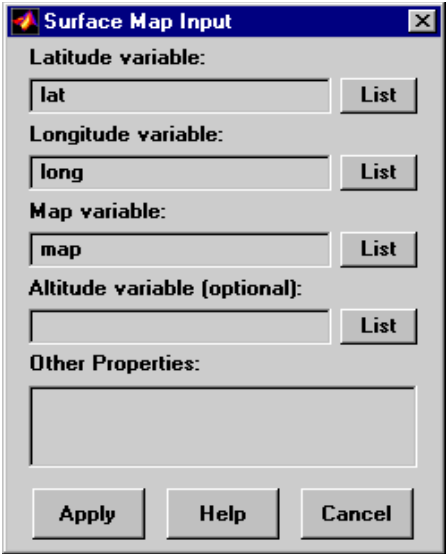 Surface Map Input
Latitude variable:
lat List
Longitude variable:
long List
Map variable:
map List
Altitude variable (optional):
List
Other Properties:
Apply Help Cancel